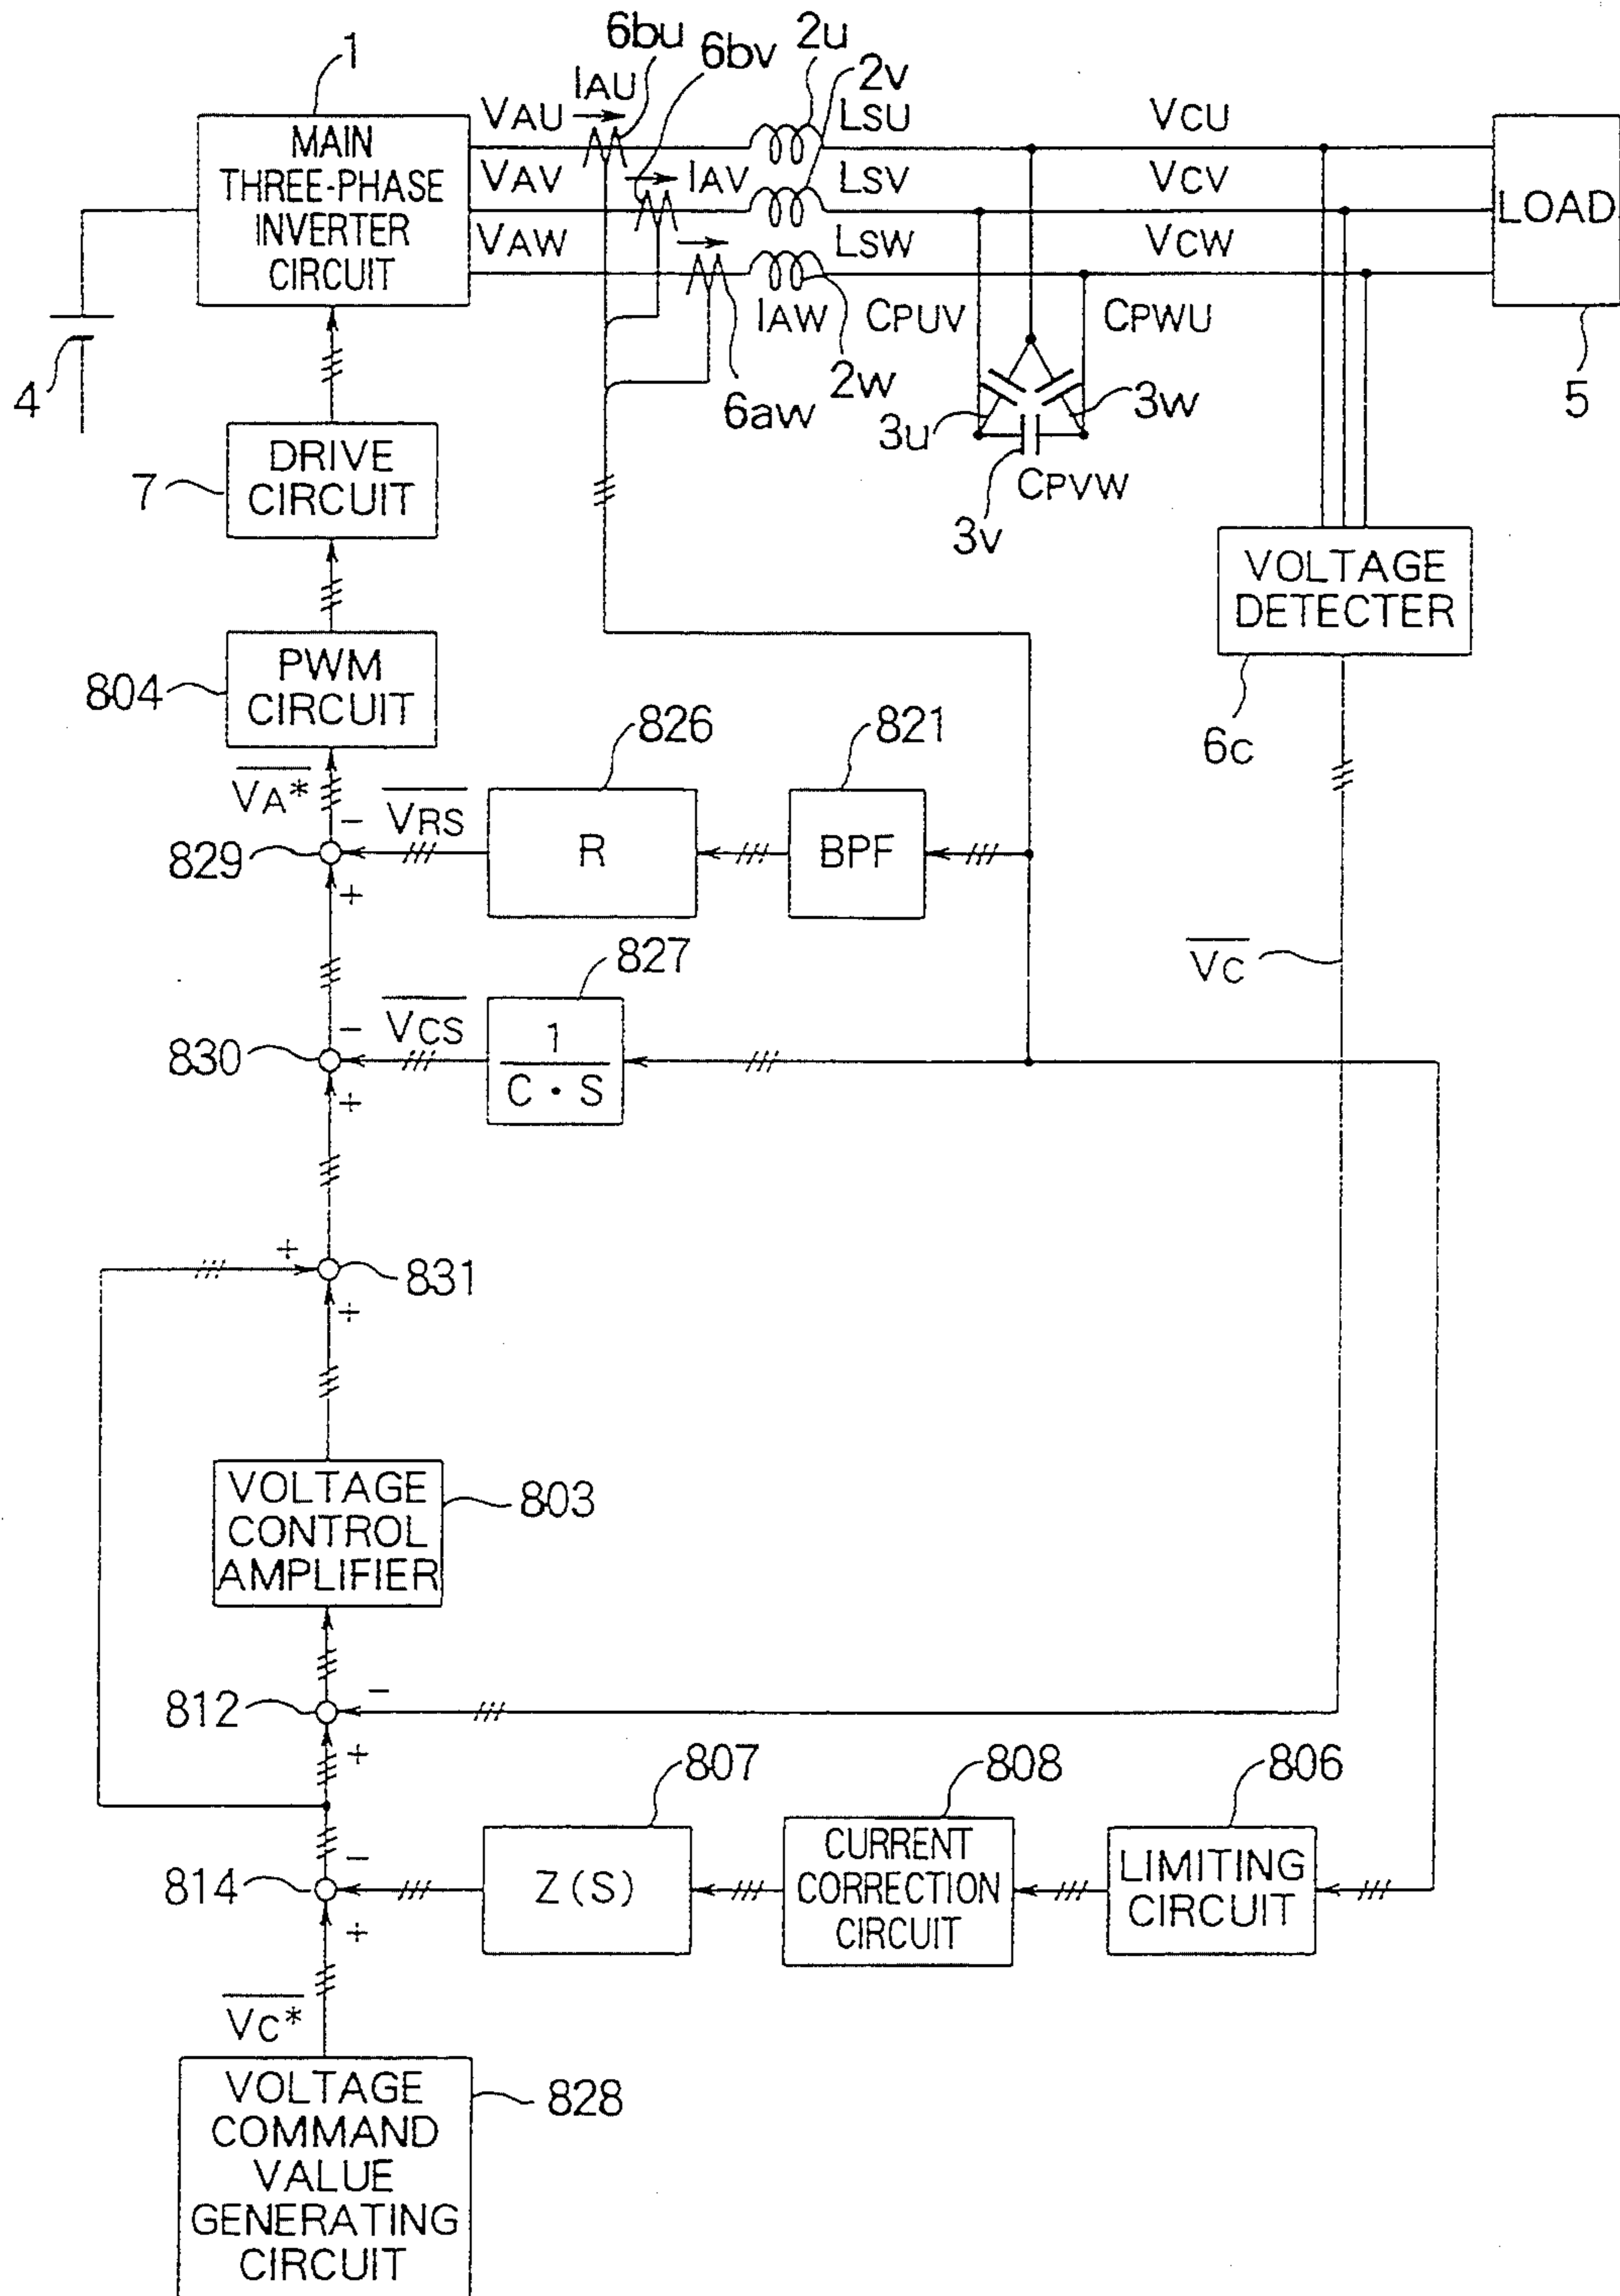 6bu
6bv
2u
2v
1
IAU
VAU
LSU
VCU
MAIN
THREE-PHASE
INVERTER
CIRCUIT
VAV
IAV
LSV
VCV
LOAD
VAW
LSW
VCW
IAW
CPUV
CPWU
4
2w
5
6aw
3u
3w
DRIVE
CIRCUIT
7
CPVW
3v
VOLTAGE
DETECTER
PWM
CIRCUIT
804
826
821
6c
VA*
−
VRS
R
BPF
829
+
827
VC
−
VCS
1
C・S
830
+
+
831
+
VOLTAGE
CONTROL
AMPLIFIER
803
812
−
+
807
808
806
−
814
Z(S)
CURRENT
CORRECTION
CIRCUIT
LIMITING
CIRCUIT
+
VC*
VOLTAGE
COMMAND
VALUE
GENERATING
CIRCUIT
828